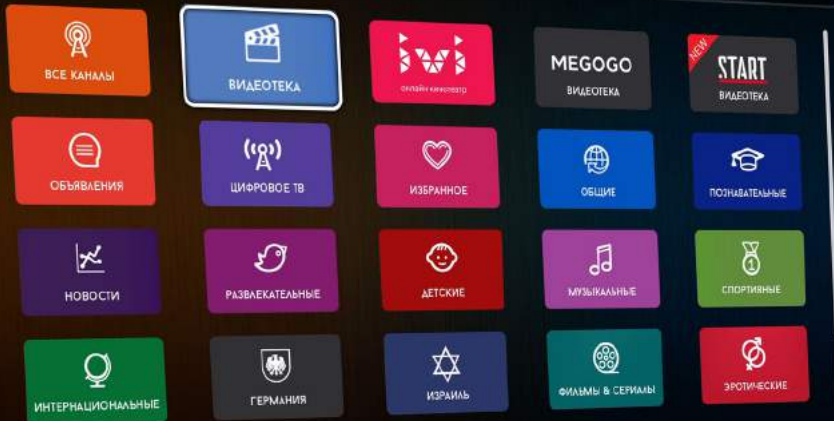 ВСЕ КАНАЛЫ
ВИДЕОТЕКА
ivi
онлайн-кинотеатр
MEGOGO
ВИДЕОТЕКА
NEW
START
ВИДЕОТЕКА
ОБЪЯВЛЕНИЯ
ЦИФРОВОЕ ТВ
ИЗБРАННОЕ
ОБЩИЕ
ПОЗНАВАТЕЛЬНЫЕ
НОВОСТИ
РАЗВЛЕКАТЕЛЬНЫЕ
ДЕТСКИЕ
МУЗЫКАЛЬНЫЕ
1
СПОРТИВНЫЕ
ИНТЕРНАЦИОНАЛЬНЫЕ
ГЕРМАНИЯ
ИЗРАИЛЬ
ФИЛЬМЫ & СЕРИАЛЫ
ЭРОТИЧЕСКИЕ